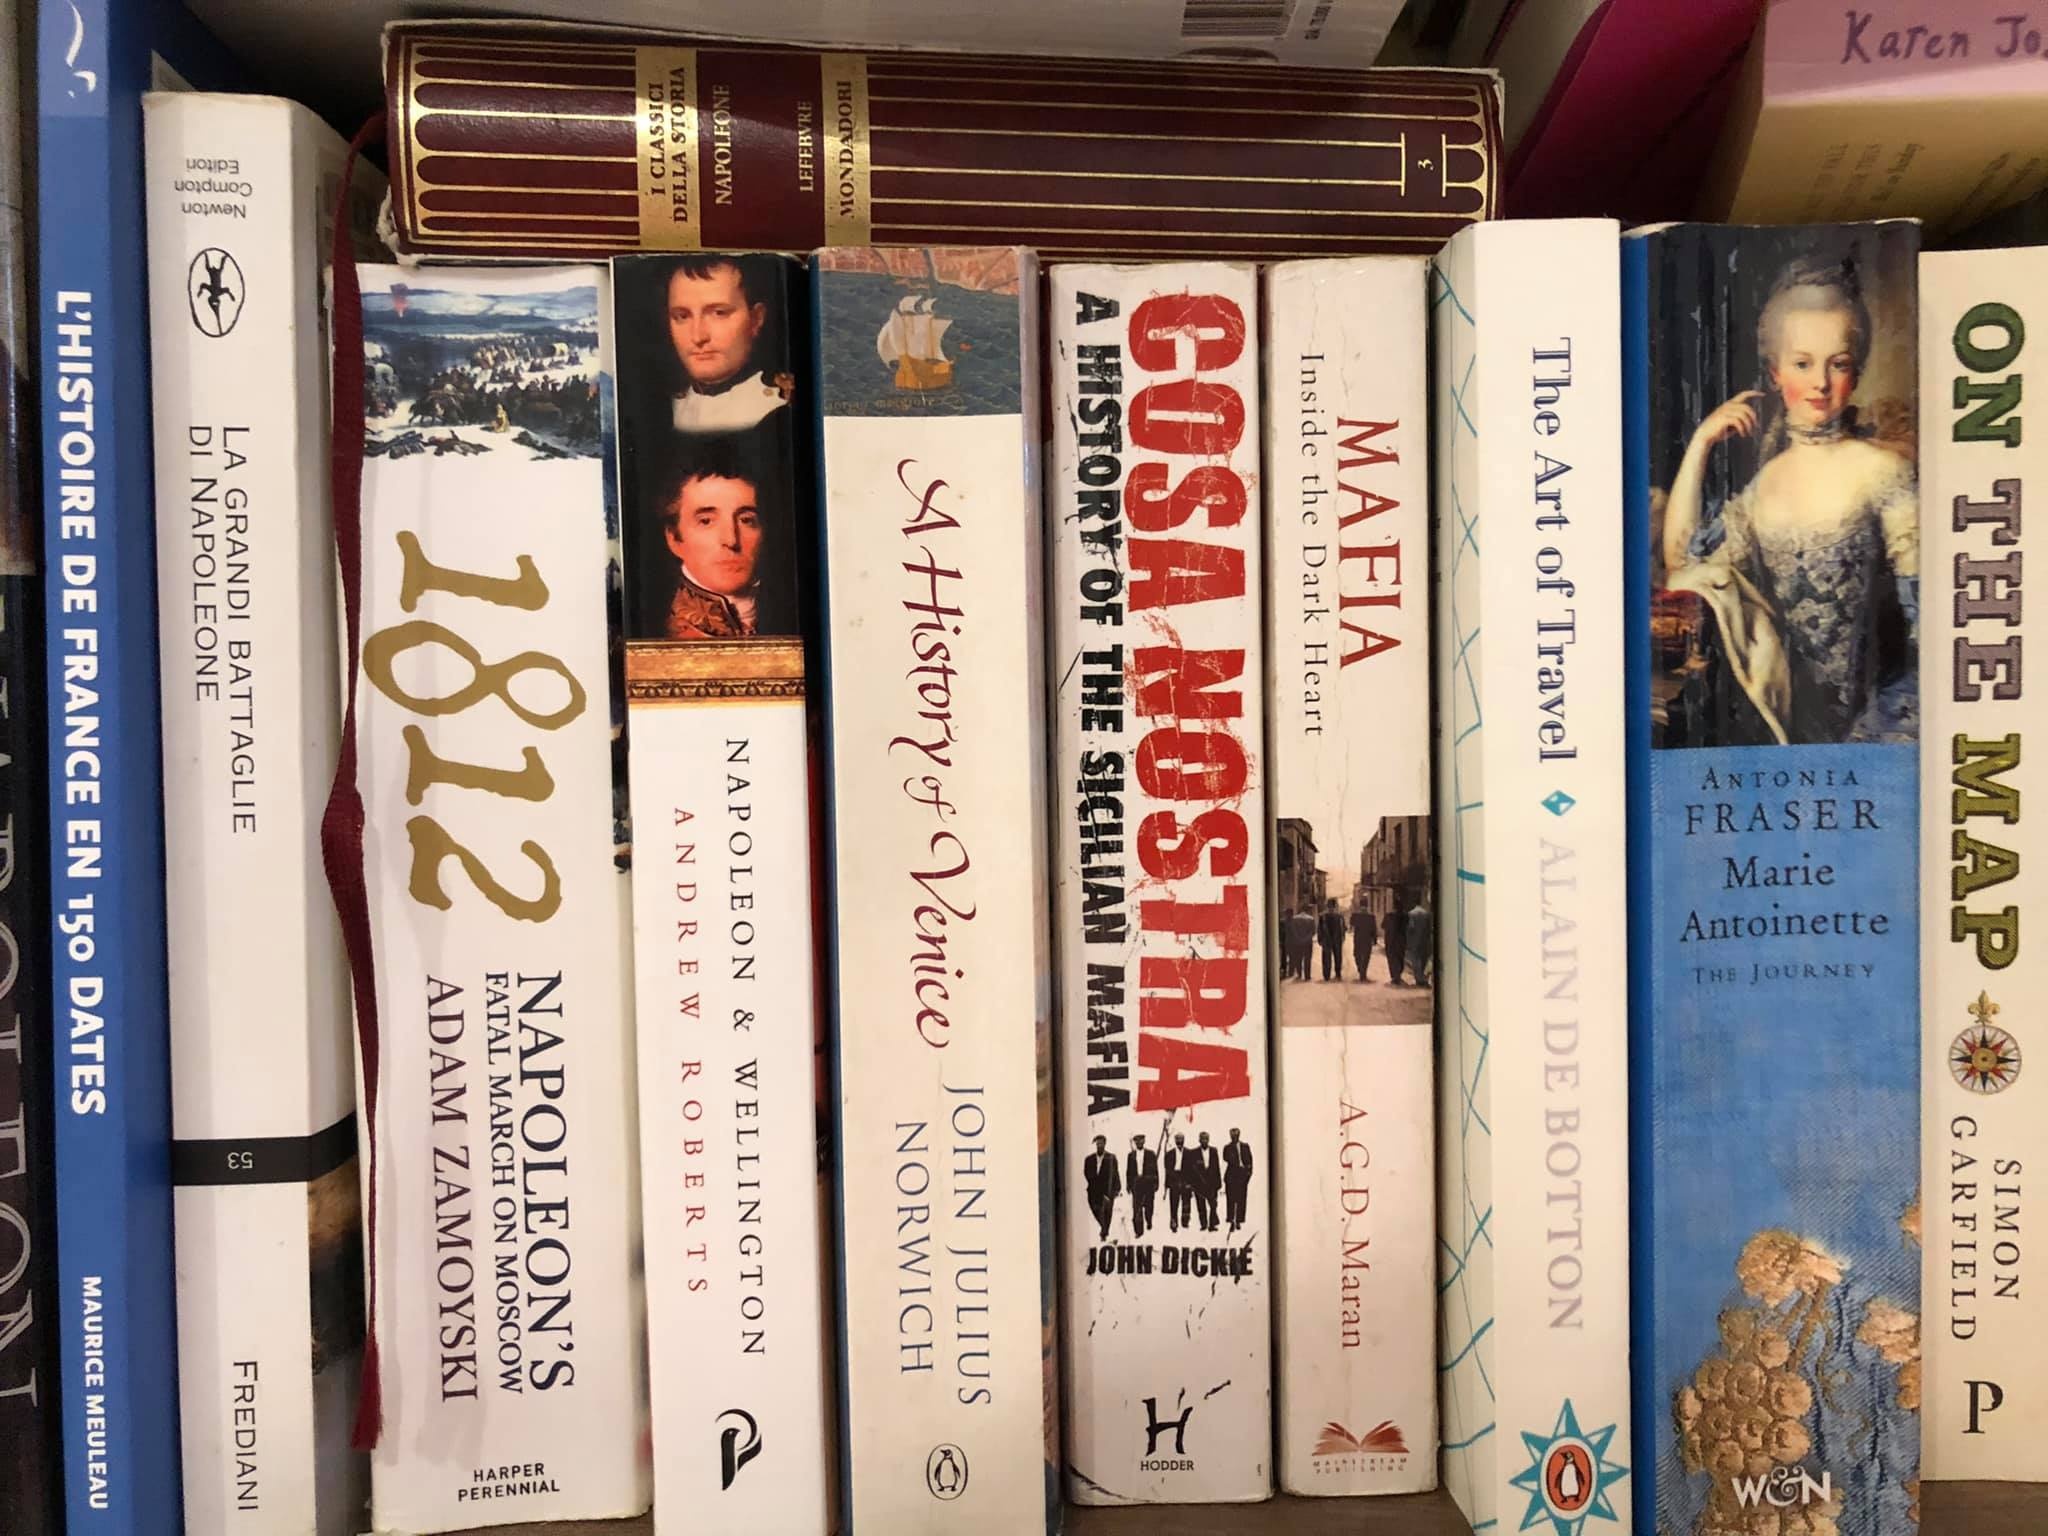 Karen Jo
I CLASSICI
DELLA STORIA
NAPOLEONE
LEFEBVRE
MONDADORI
3
L'HISTOIRE DE FRANCE EN 150 DATES
MAURICE MEULEAU
Newton
Compton
Editori
LA GRANDI BATTAGLIE
DI NAPOLEONE
53
FREDIANI
1812
NAPOLEON'S
FATAL MARCH ON MOSCOW
ADAM ZAMOYSKI
HARPER
PERENNIAL
NAPOLEON & WELLINGTON
ANDREW ROBERTS
A History of Venice
JOHN JULIUS
NORWICH
COSA NOSTRA
A HISTORY OF THE SICILIAN MAFIA
JOHN DICKIE
H
HODDER
MAFIA
Inside the Dark Heart
A.G.D. Maran
MAINSTREAM
PUBLISHING
The Art of Travel
ALAIN DE BOTTON
ANTONIA
FRASER
Marie
Antoinette
THE JOURNEY
W&N
ON THE MAP
SIMON
GARFIELD
P